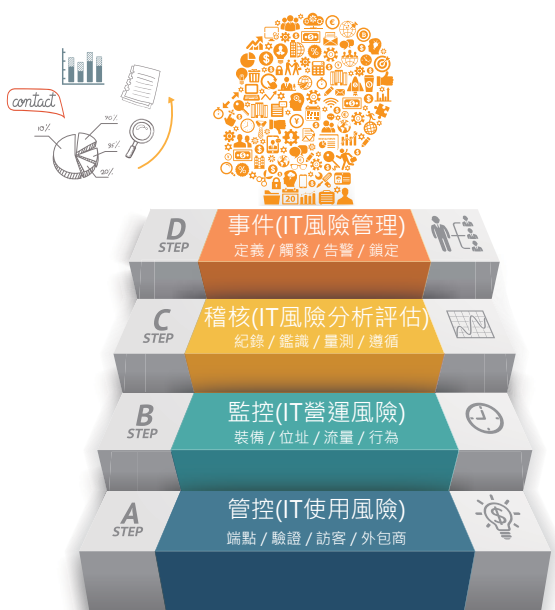 contact
10%
70%
25%
20%
20
D
STEP
事件(IT風險管理)
定義 / 觸發 / 告警 / 鎖定
C
STEP
稽核(IT風險分析評估)
紀錄 / 鑑識 / 量測 / 遵循
B
STEP
監控(IT營運風險)
裝備 / 位址 / 流量 / 行為
A
STEP
管控(IT使用風險)
端點 / 驗證 / 訪客 / 外包商